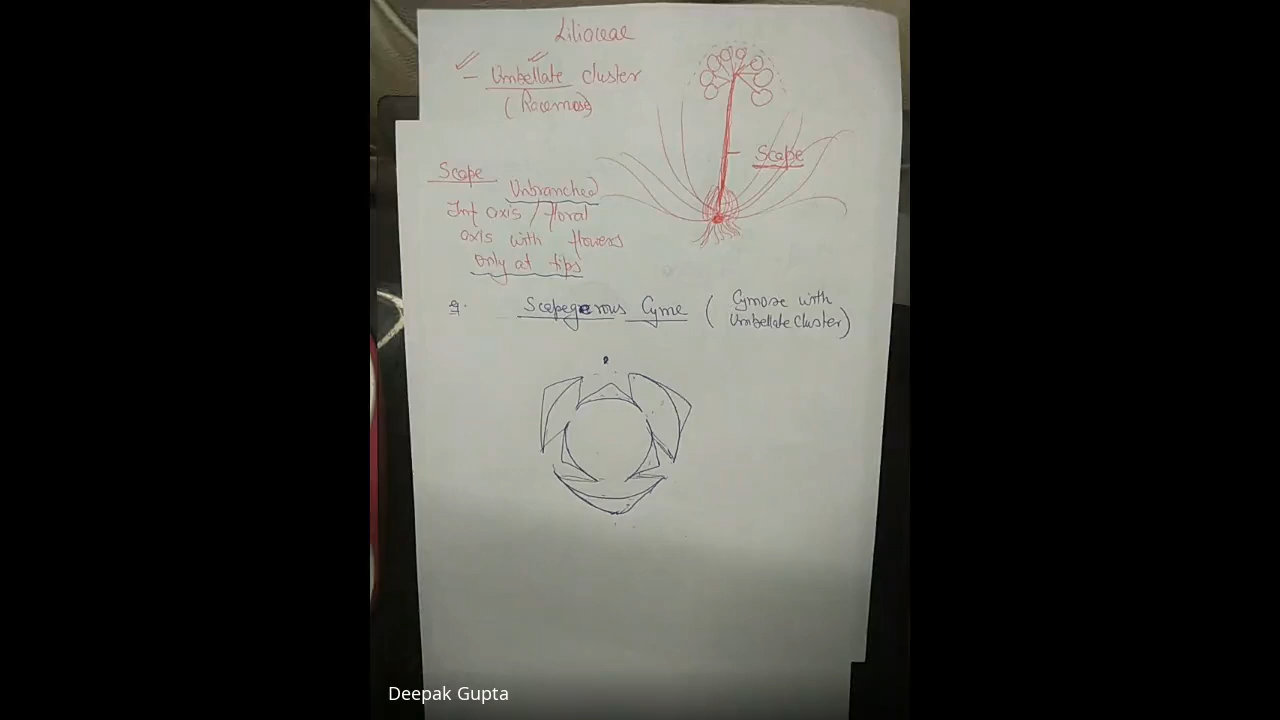 Liliaceae
- Umbellate cluster
(Racemose)
Scape
Scape
Unbranched
Inf axis / floral
axis with flowers
only at tips
Scapegerous Cyme ( Cymose with
Umbellate cluster)
Deepak Gupta